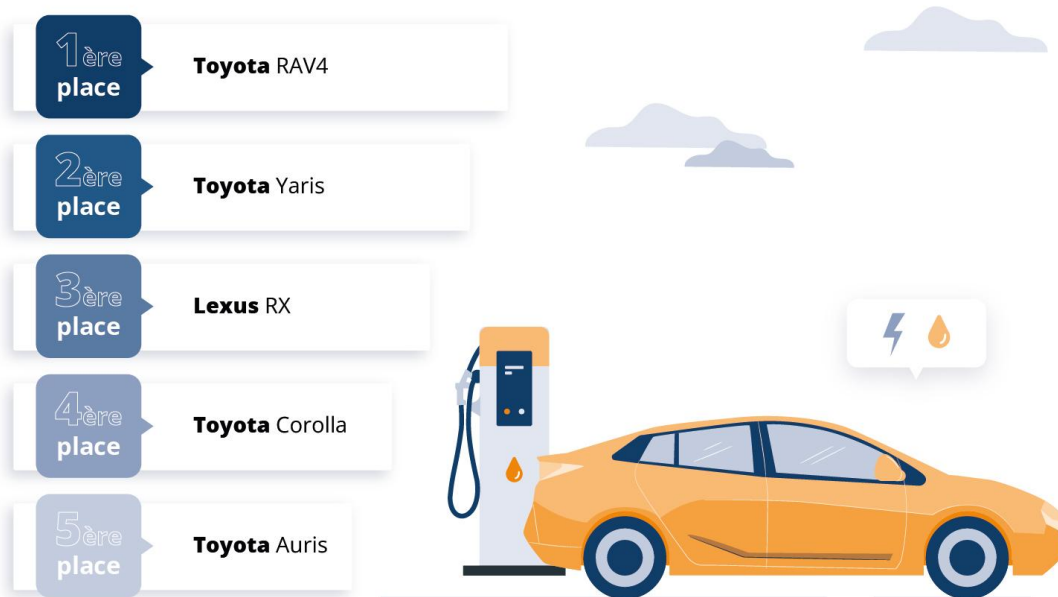 1ère
place
Toyota RAV4
2ère
place
Toyota Yaris
3ère
place
Lexus RX
4ère
place
Toyota Corolla
5ère
place
Toyota Auris